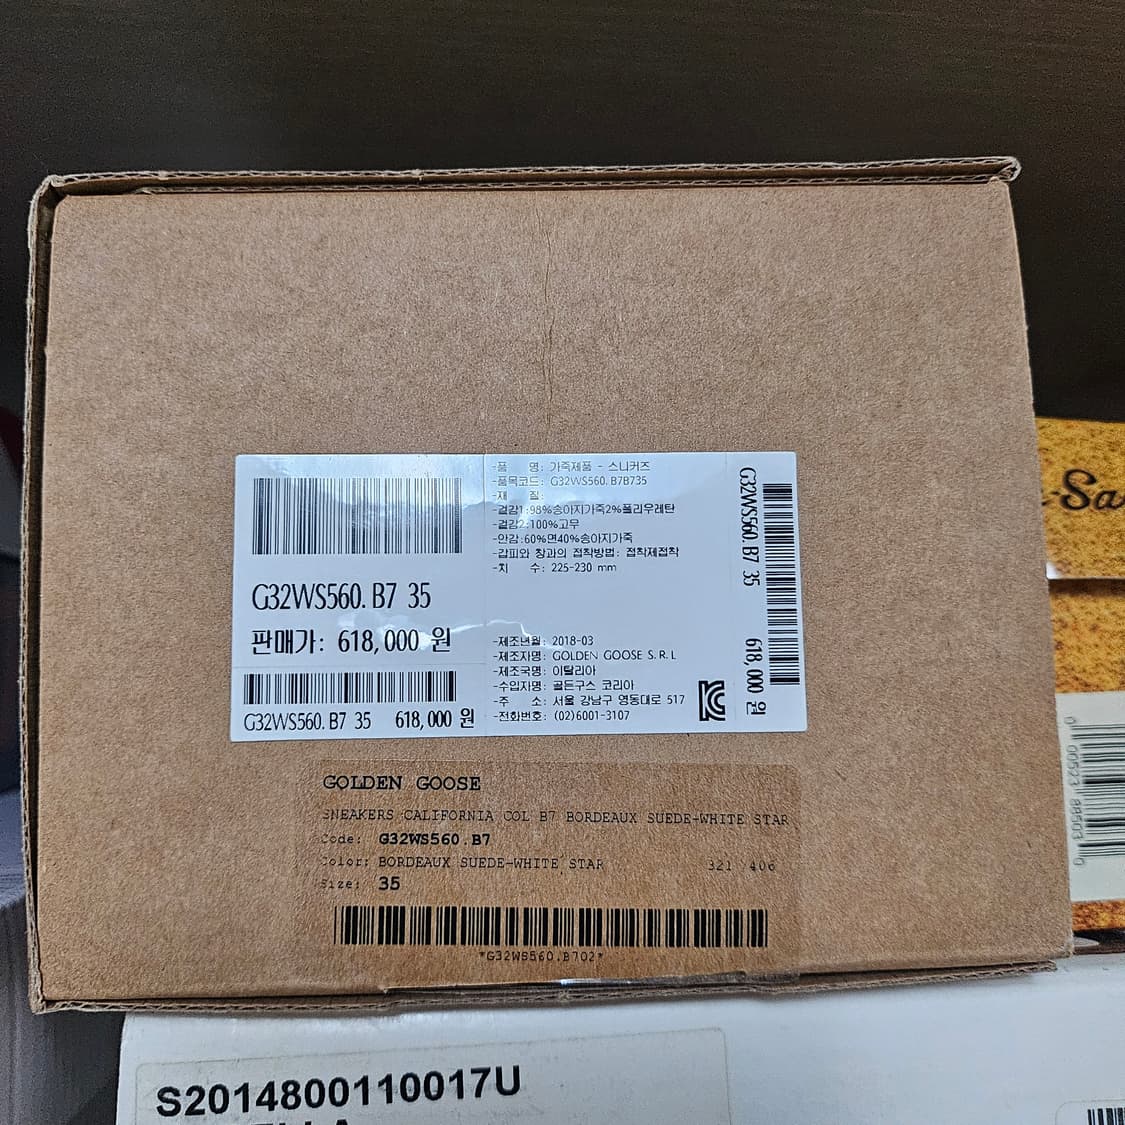 G32WS560.B7 35
판매가: 618,000 원
G32WS560.B7 35 618,000 원
-품 명: 가죽제품 - 스니커즈
-품목코드: G32WS560.B7B735
-재 질:
-겉감1:98%송아지가죽2%폴리우레탄
-겉감2:100%고무
-안감:60%면40%송아지가죽
-갑피와 창과의 접착방법: 접착제접착
-치 수: 225-230 mm
-제조년월: 2018-03
-제조자명: GOLDEN GOOSE S.R.L
-제조국명: 이탈리아
-수입자명: 골든구스 코리아
-주 소: 서울 강남구 영동대로 517
-전화번호: (02)6001-3107
G32WS560.B7 35 618,000 원
GOLDEN GOOSE
SNEAKERS CALIFORNIA COL B7 BORDEAUX SUEDE-WHITE STAR
Code: G32WS560.B7
Color: BORDEAUX SUEDE-WHITE STAR 321 406
Size: 35
*G32WS560.B702*
S2014800110017U